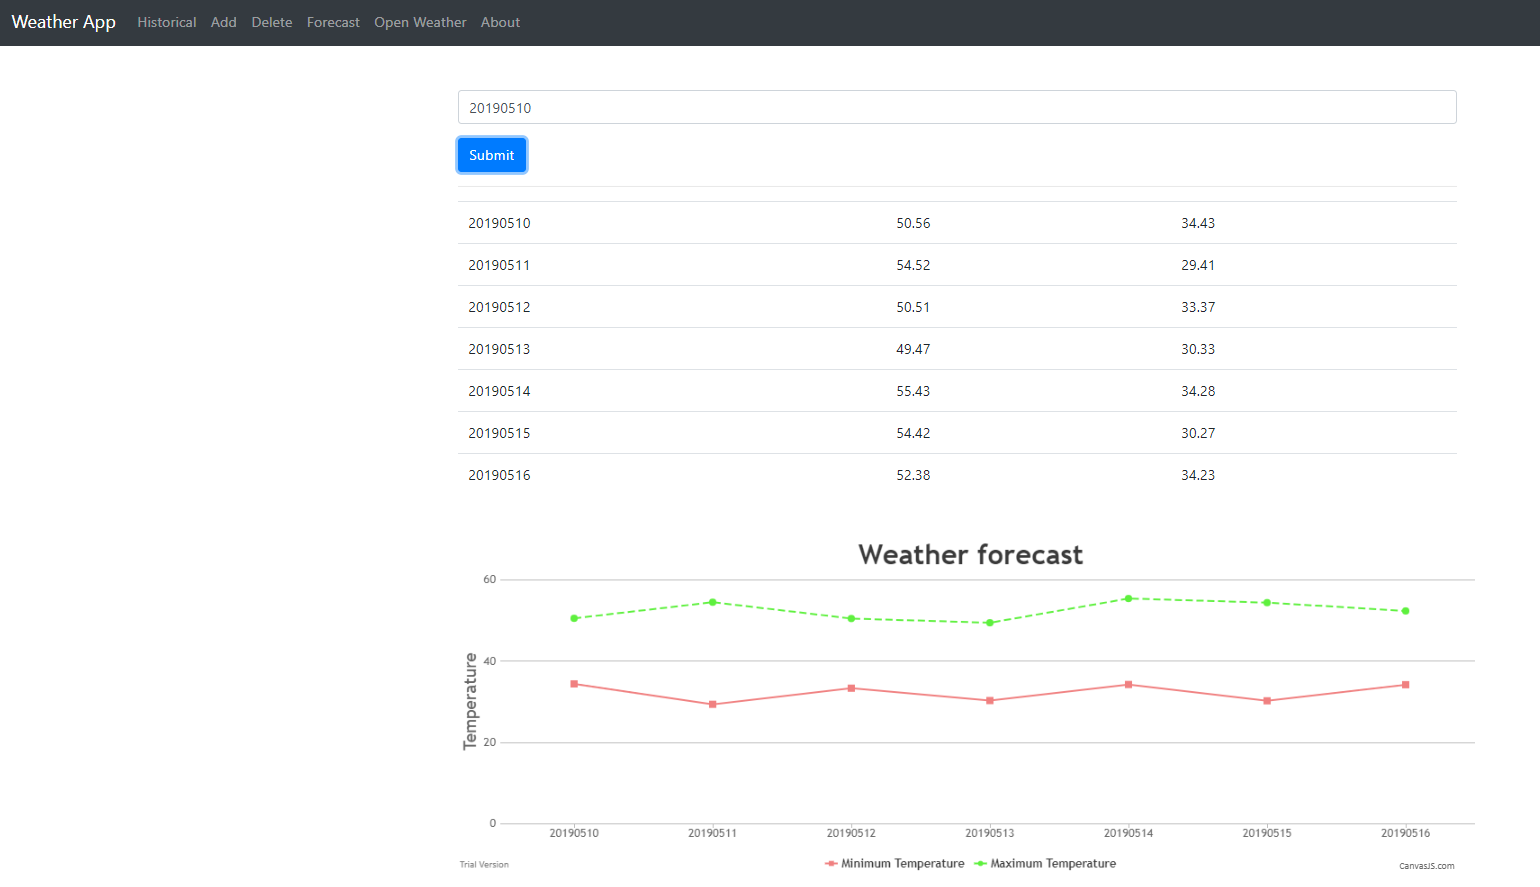 Weather App Historical Add Delete Forecast Open Weather About
20190510
Submit
20190510 50.56 34.43
20190511 54.52 29.41
20190512 50.51 33.37
20190513 49.47 30.33
20190514 55.43 34.28
20190515 54.42 30.27
20190516 52.38 34.23
Weather forecast
60
40
20
0
Temperature
20190510 20190511 20190512 20190513 20190514 20190515 20190516
Trial Version Minimum Temperature Maximum Temperature CanvasJS.com